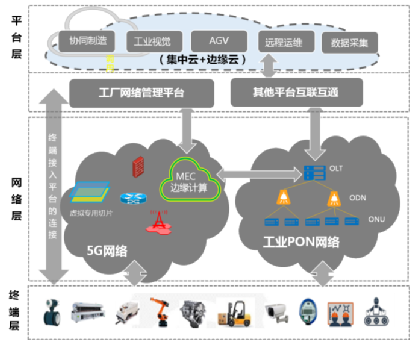 平台层
协同制造
工业视觉
AGV
远程运维
数据采集
（集中云+边缘云）
工厂网络管理平台
其他平台互联互通
终端接入平台的连接
网络层
MEC
边缘计算
虚拟专用切片
5G网络
OLT
ODN
ONU
工业PON网络
终端层